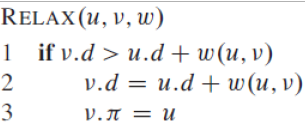 RELAX(u, v, w)
1 if v.d > u.d + w(u, v)
2 v.d = u.d + w(u, v)
3 v.π = u